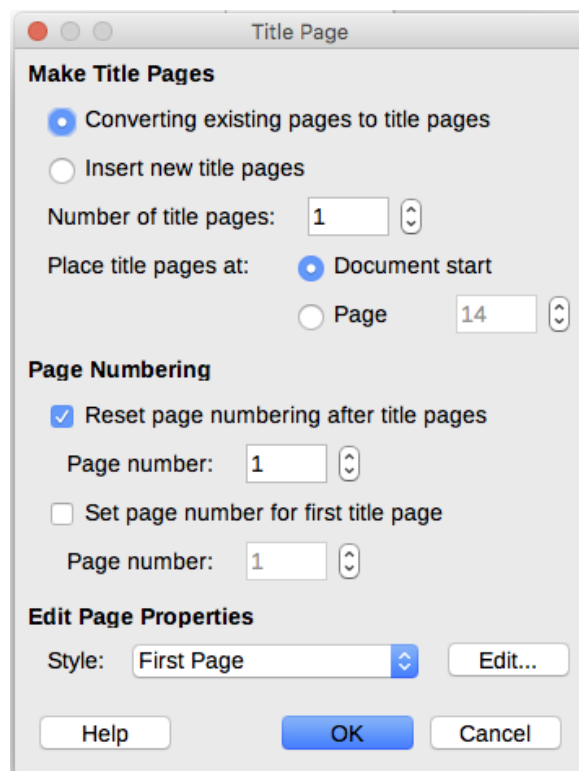 Title Page
Make Title Pages
Converting existing pages to title pages
Insert new title pages
Number of title pages: 1
Place title pages at: Document start
Page 14
Page Numbering
Reset page numbering after title pages
Page number: 1
Set page number for first title page
Page number: 1
Edit Page Properties
Style: First Page Edit...
Help OK Cancel